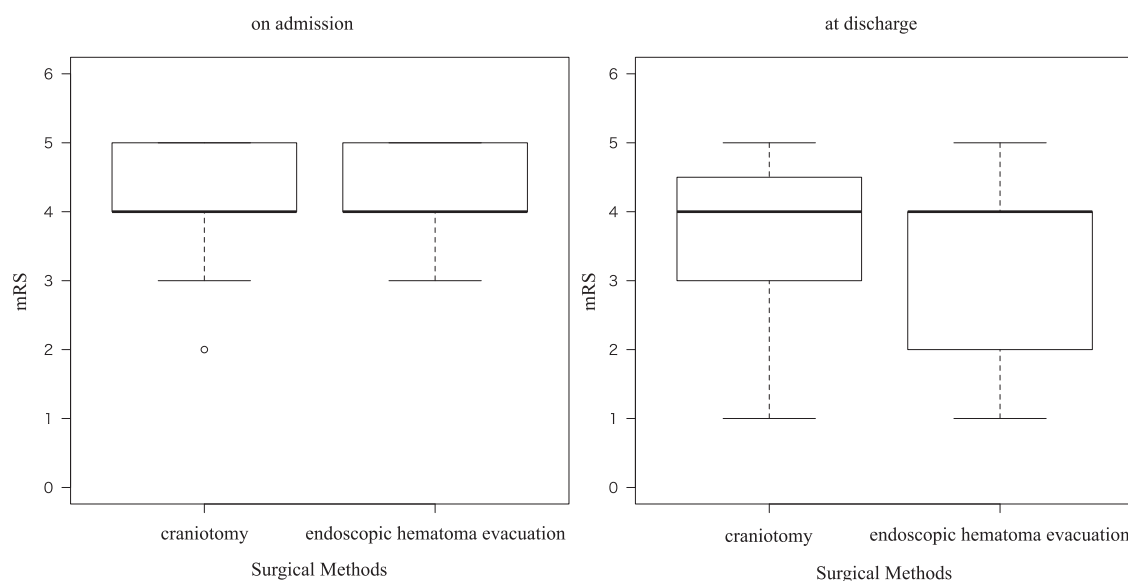 on admission
6
5
4
3
2
1
0
mRS
craniotomy
endoscopic hematoma evacuation
Surgical Methods
at discharge
6
5
4
3
2
1
0
mRS
craniotomy
endoscopic hematoma evacuation
Surgical Methods